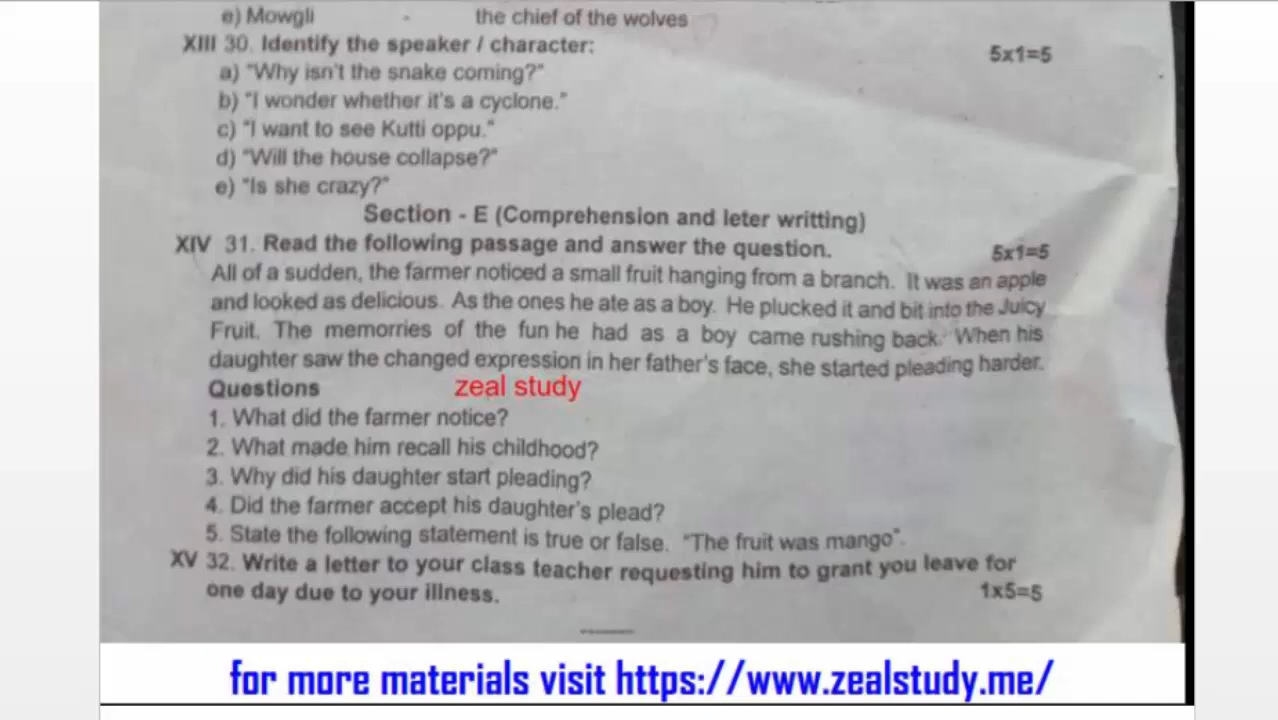 e) Mowgli - the chief of the wolves
XIII 30. Identify the speaker / character: 5x1=5
a) "Why isn't the snake coming?"
b) "I wonder whether it's a cyclone."
c) "I want to see Kutti oppu."
d) "Will the house collapse?"
e) "Is she crazy?"
Section - E (Comprehension and leter writting)
XIV 31. Read the following passage and answer the question. 5x1=5
All of a sudden, the farmer noticed a small fruit hanging from a branch. It was an apple
and looked as delicious. As the ones he ate as a boy. He plucked it and bit into the Juicy
Fruit. The memorries of the fun he had as a boy came rushing back. When his
daughter saw the changed expression in her father's face, she started pleading harder.
Questions zeal study
1. What did the farmer notice?
2. What made him recall his childhood?
3. Why did his daughter start pleading?
4. Did the farmer accept his daughter's plead?
5. State the following statement is true or false. "The fruit was mango".
XV 32. Write a letter to your class teacher requesting him to grant you leave for
one day due to your illness. 1x5=5
for more materials visit https://www.zealstudy.me/